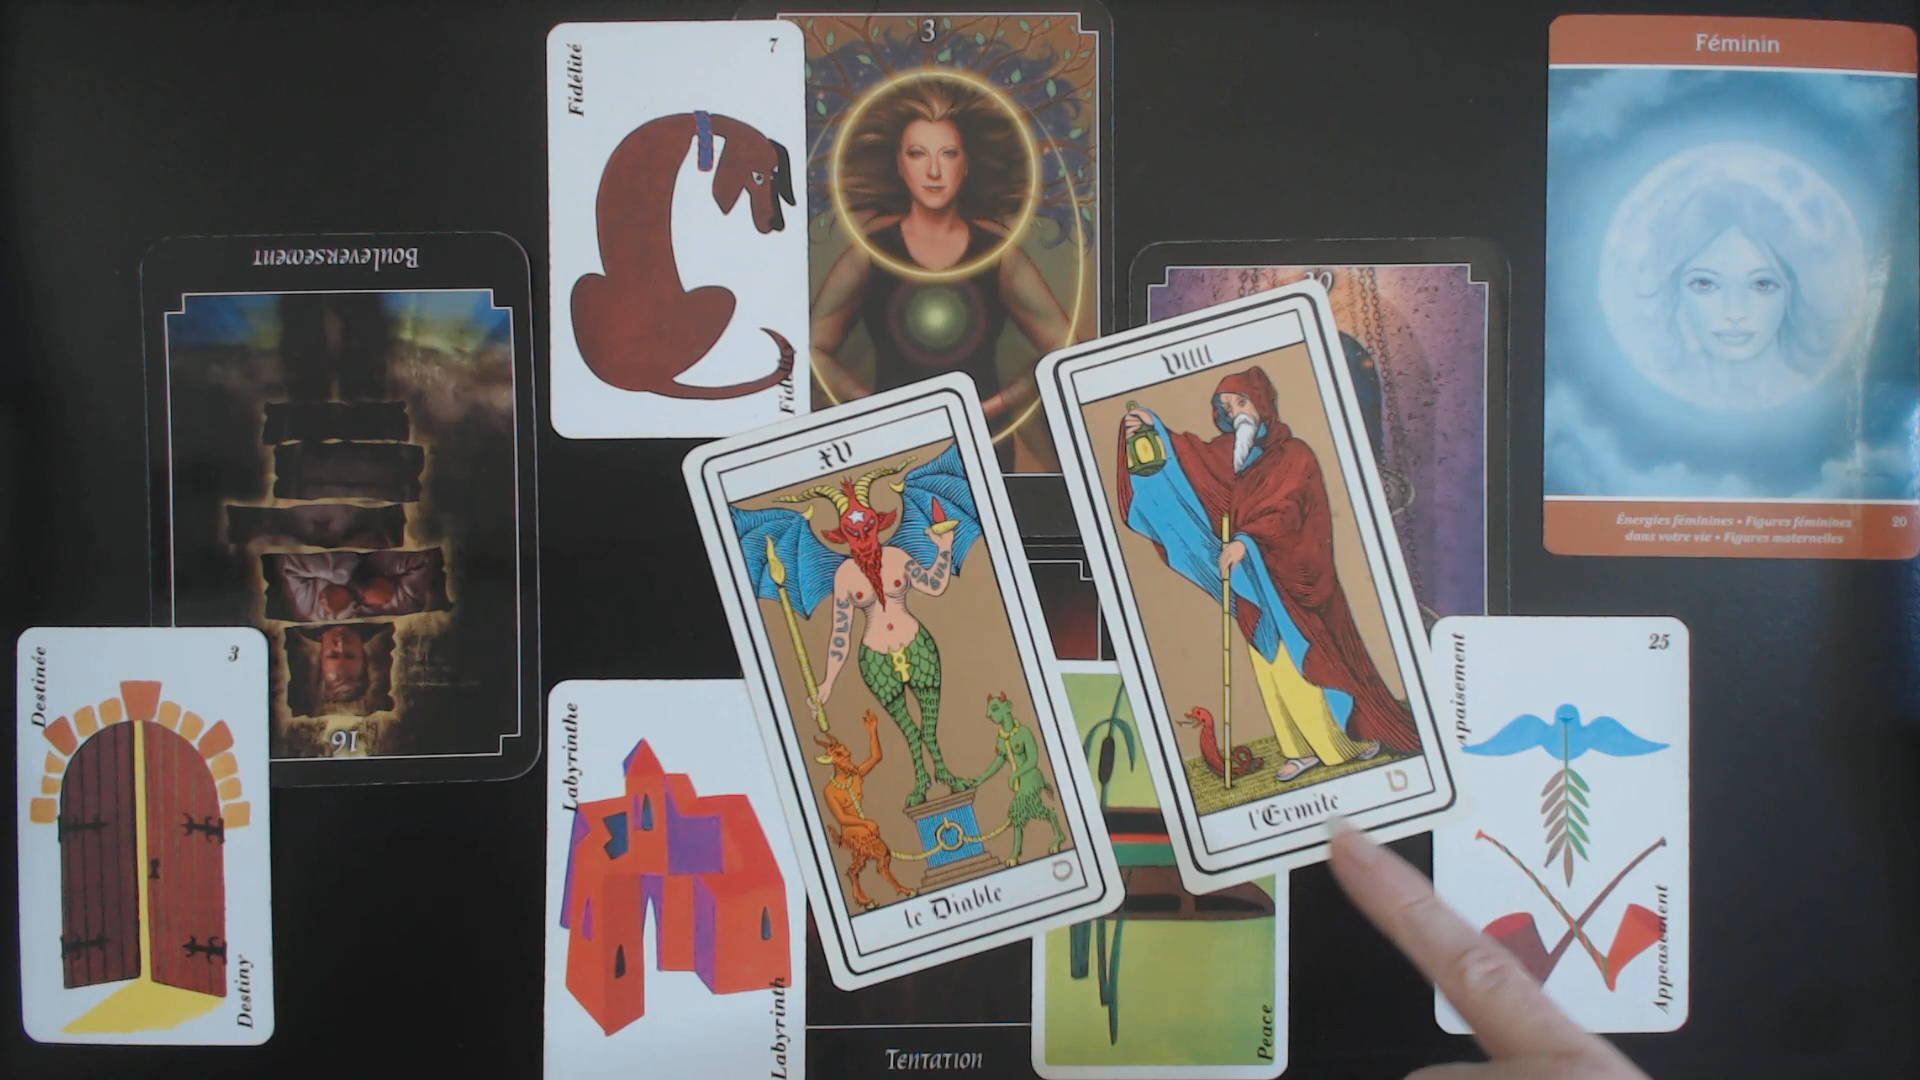 Fidélité
7
3
Féminin
Bouleversement
VIIII
XV
SOLVE
COAGULA
Énergies féminines • Figures féminines
dans votre vie • Figures maternelles
20
Destinée
3
16
Labyrinthe
Apaisement
25
l'Ermite
le Diable
Destiny
Labyrinth
Tentation
Peace
Appeasement